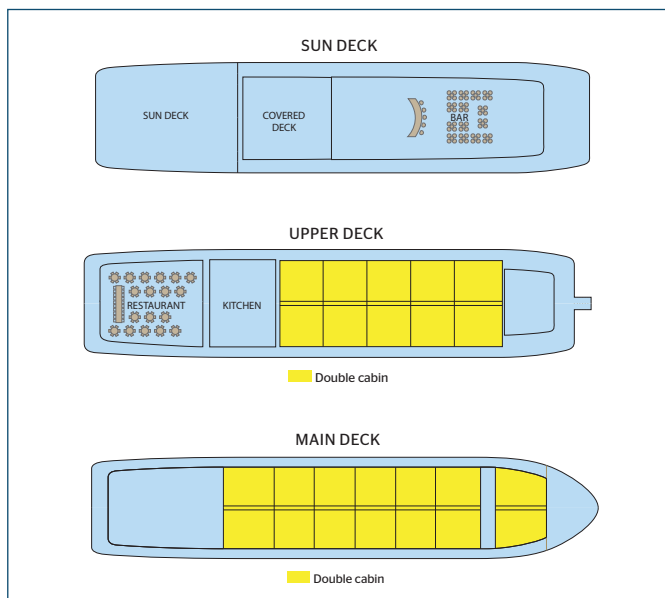 SUN DECK
SUN DECK
COVERED
DECK
BAR
UPPER DECK
RESTAURANT
KITCHEN
Double cabin
MAIN DECK
Double cabin